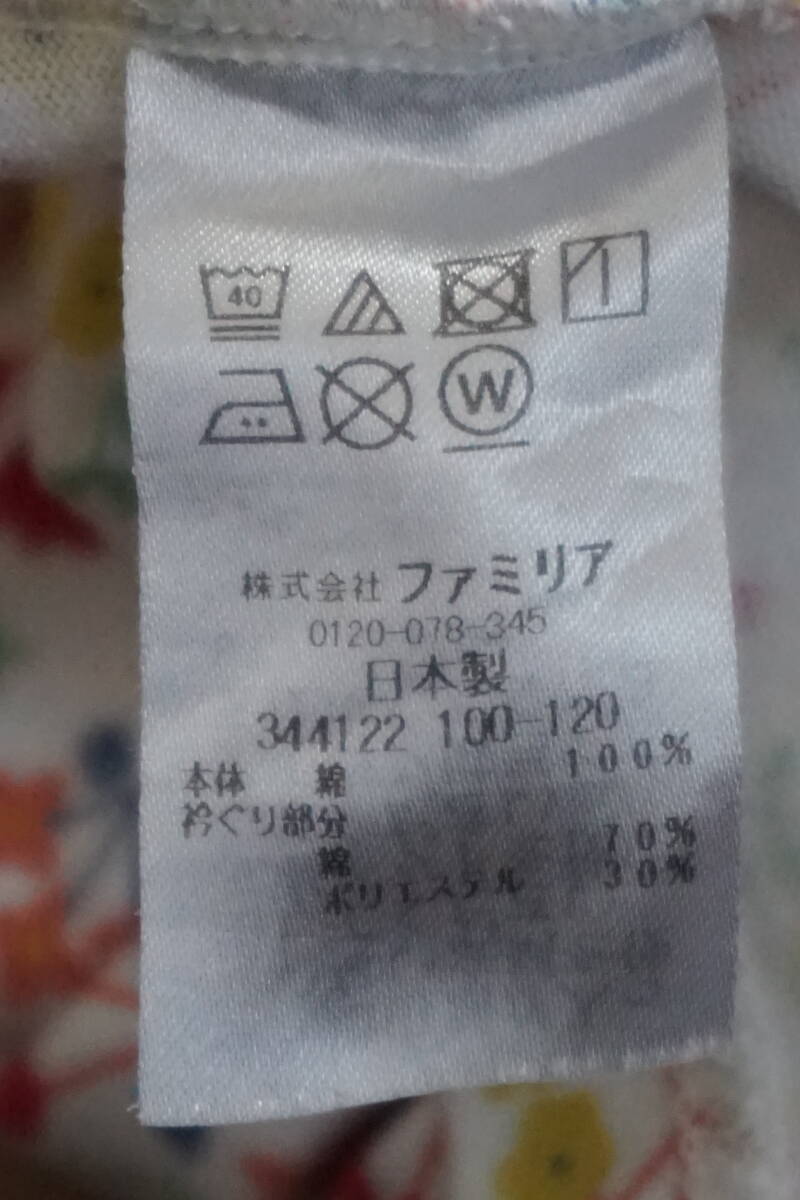 40
W
株式会社 ファミリア
0120-078-345
日本製
344122 100-120
本体 綿 100%
衿ぐり部分
綿 70%
ポリエステル 30%